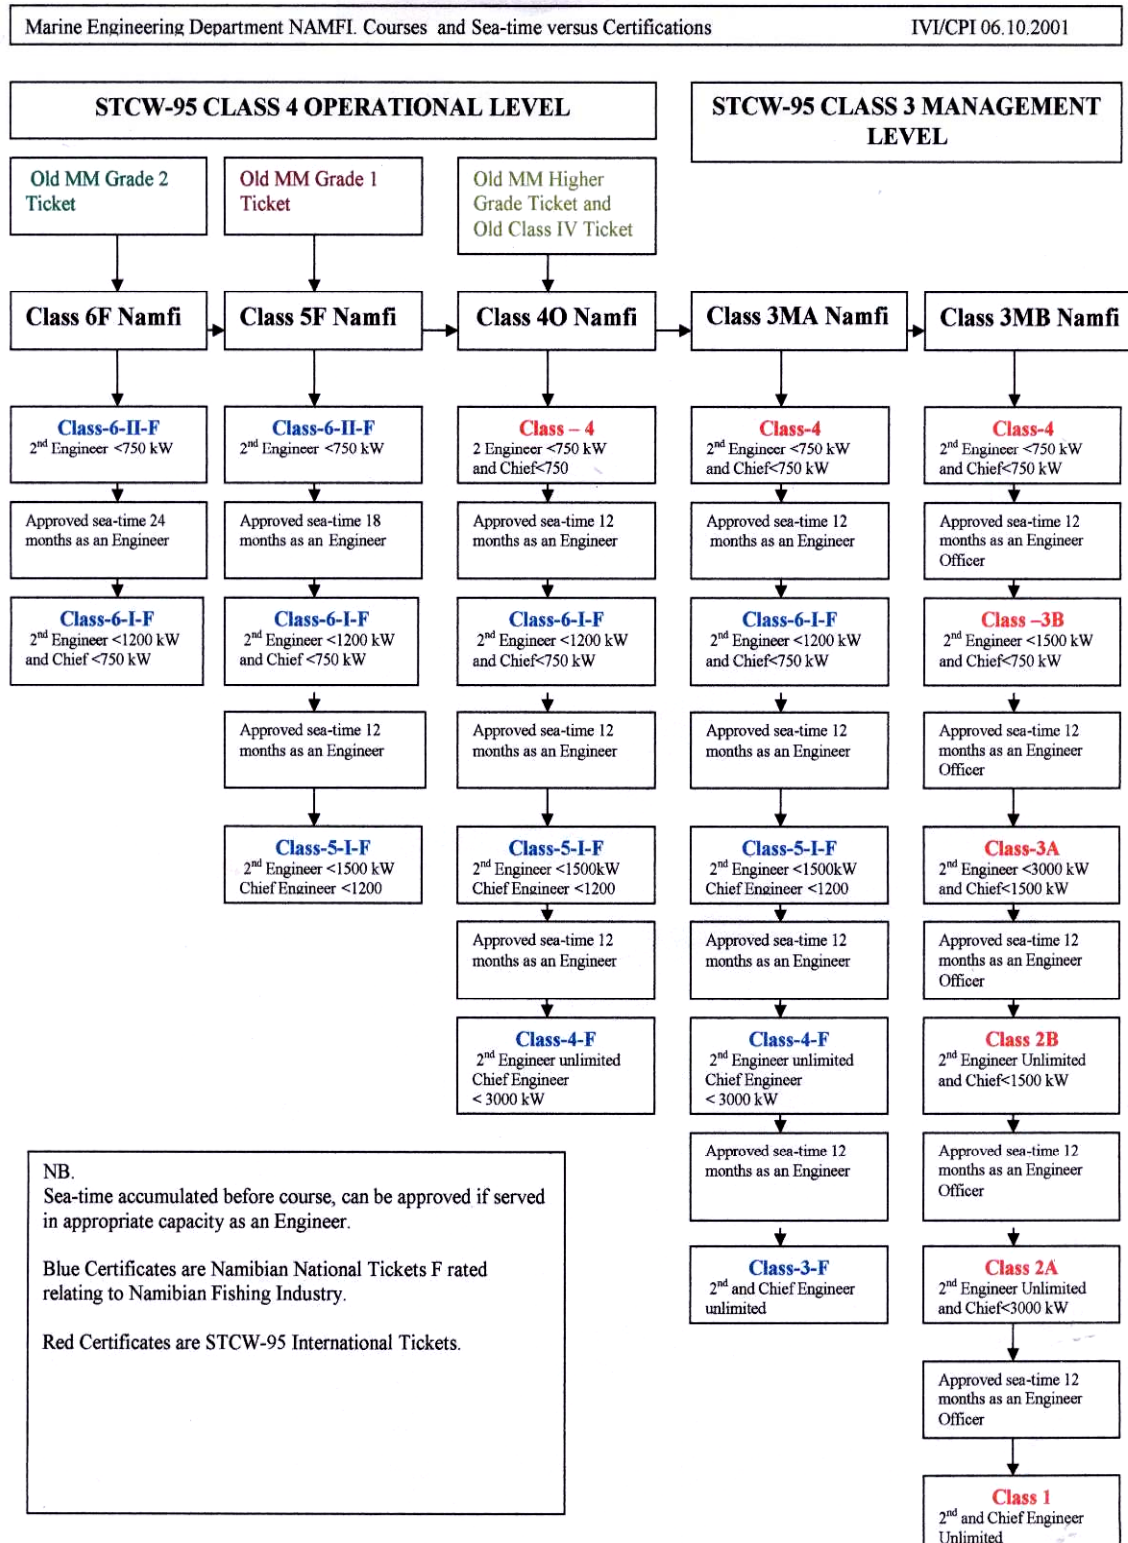 Marine Engineering Department NAMFI. Courses and Sea-time versus Certifications
IVI/CPI 06.10.2001
STCW-95 CLASS 4 OPERATIONAL LEVEL
STCW-95 CLASS 3 MANAGEMENT
LEVEL
Old MM Grade 2
Ticket
Old MM Grade 1
Ticket
Old MM Higher
Grade Ticket and
Old Class IV Ticket
Class 6F Namfi
Class 5F Namfi
Class 4O Namfi
Class 3MA Namfi
Class 3MB Namfi
Class-6-II-F
2nd Engineer <750 kW
Class-6-II-F
2nd Engineer <750 kW
Class – 4
2 Engineer <750 kW
and Chief<750
Class-4
2nd Engineer <750 kW
and Chief<750 kW
Class-4
2nd Engineer <750 kW
and Chief<750 kW
Approved sea-time 24
months as an Engineer
Approved sea-time 18
months as an Engineer
Approved sea-time 12
months as an Engineer
Approved sea-time 12
months as an Engineer
Approved sea-time 12
months as an Engineer
Officer
Class-6-I-F
2nd Engineer <1200 kW
and Chief <750 kW
Class-6-I-F
2nd Engineer <1200 kW
and Chief <750 kW
Class-6-I-F
2nd Engineer <1200 kW
and Chief<750 kW
Class-6-I-F
2nd Engineer <1200 kW
and Chief<750 kW
Class –3B
2nd Engineer <1500 kW
and Chief<750 kW
Approved sea-time 12
months as an Engineer
Approved sea-time 12
months as an Engineer
Approved sea-time 12
months as an Engineer
Approved sea-time 12
months as an Engineer
Officer
Class-5-I-F
2nd Engineer <1500 kW
Chief Engineer <1200
Class-5-I-F
2nd Engineer <1500kW
Chief Engineer <1200
Class-5-I-F
2nd Engineer <1500kW
Chief Engineer <1200
Class-3A
2nd Engineer <3000 kW
and Chief<1500 kW
Approved sea-time 12
months as an Engineer
Approved sea-time 12
months as an Engineer
Approved sea-time 12
months as an Engineer
Officer
Class-4-F
2nd Engineer unlimited
Chief Engineer
< 3000 kW
Class-4-F
2nd Engineer unlimited
Chief Engineer
< 3000 kW
Class 2B
2nd Engineer Unlimited
and Chief<1500 kW
Approved sea-time 12
months as an Engineer
Approved sea-time 12
months as an Engineer
Officer
Class-3-F
2nd and Chief Engineer
unlimited
Class 2A
2nd Engineer Unlimited
and Chief<3000 kW
Approved sea-time 12
months as an Engineer
Officer
Class 1
2nd and Chief Engineer
Unlimited
NB.
Sea-time accumulated before course, can be approved if served
in appropriate capacity as an Engineer.
Blue Certificates are Namibian National Tickets F rated
relating to Namibian Fishing Industry.
Red Certificates are STCW-95 International Tickets.